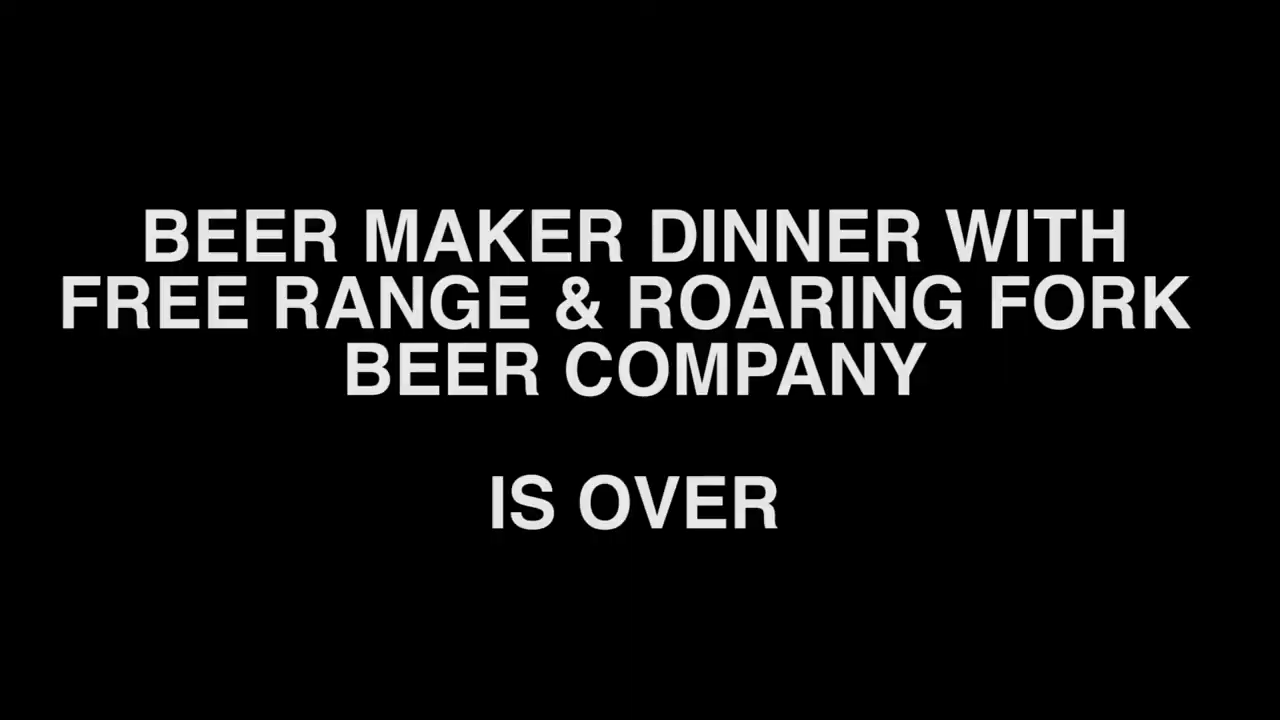 BEER MAKER DINNER WITH
FREE RANGE & ROARING FORK
BEER COMPANY
IS OVER